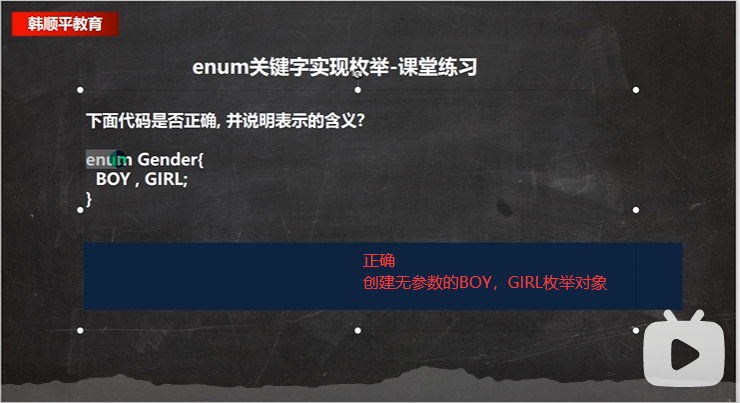 韩顺平教育
enum关键字实现枚举-课堂练习
下面代码是否正确, 并说明表示的含义?
enum Gender{
BOY , GIRL;
}
正确
创建无参数的BOY，GIRL枚举对象